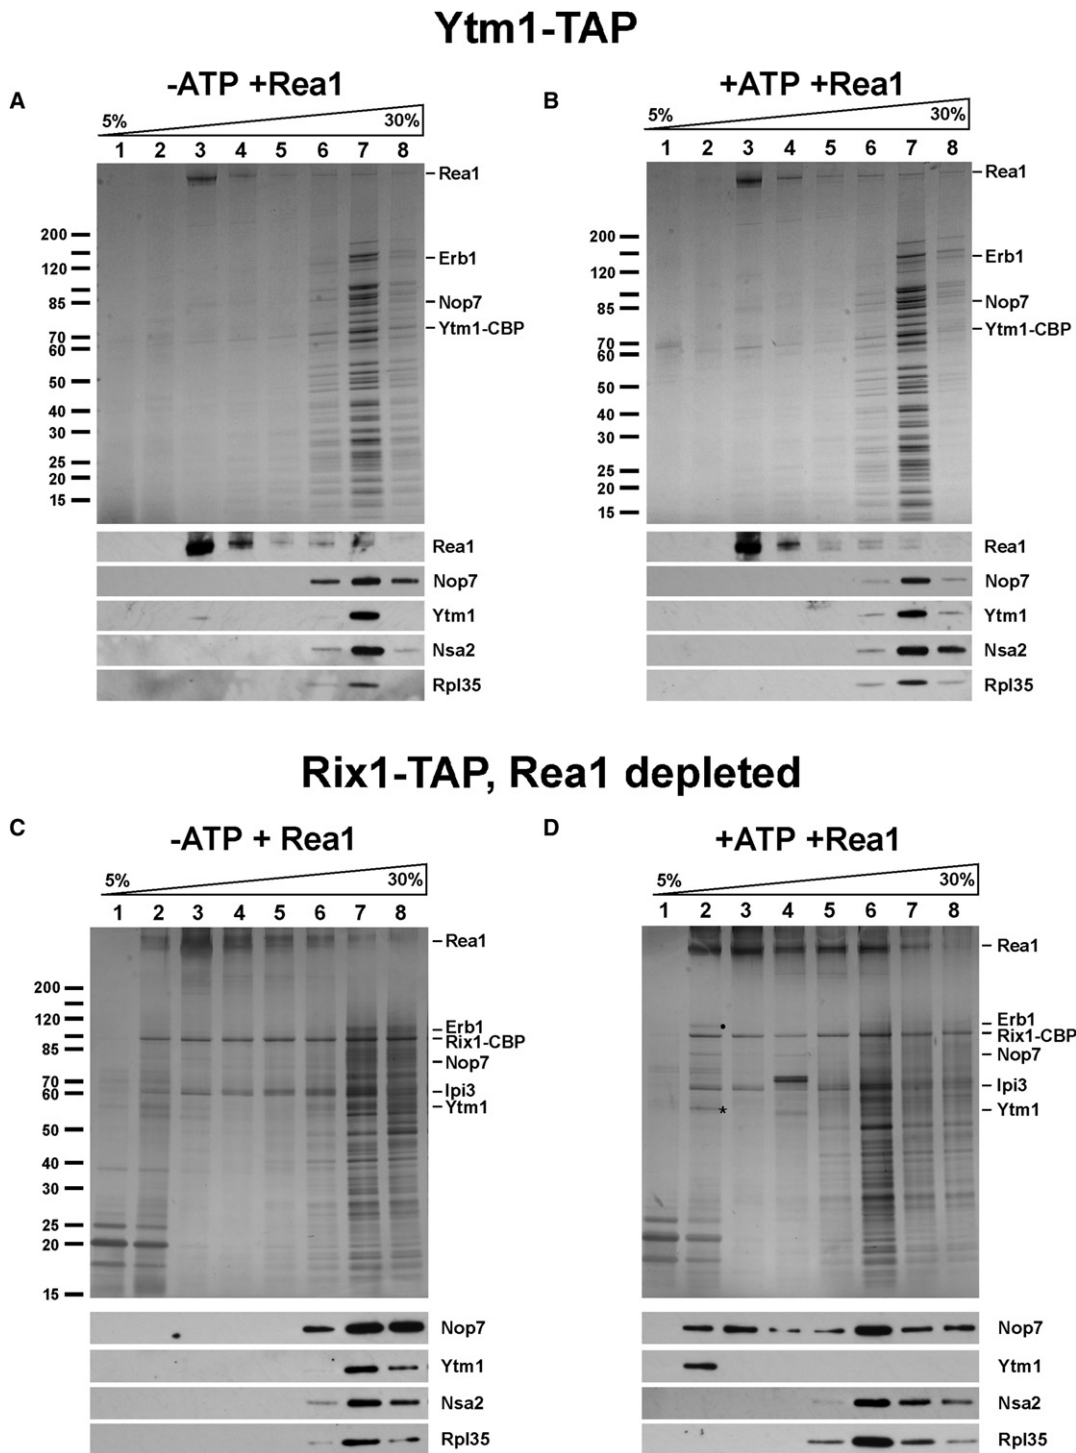 Ytm1-TAP
A
-ATP +Rea1
5% 30%
1 2 3 4 5 6 7 8
Rea1
200
120
85
70
60
50
40
30
25
20
15
Erb1
Nop7
Ytm1-CBP
Rea1
Nop7
Ytm1
Nsa2
Rpl35
B
+ATP +Rea1
5% 30%
1 2 3 4 5 6 7 8
Rea1
200
120
85
70
60
50
40
30
25
20
15
Erb1
Nop7
Ytm1-CBP
Rea1
Nop7
Ytm1
Nsa2
Rpl35
Rix1-TAP, Rea1 depleted
C
-ATP + Rea1
5% 30%
1 2 3 4 5 6 7 8
Rea1
200
120
85
70
60
50
40
30
25
20
15
Erb1
Rix1-CBP
Nop7
Ipi3
Ytm1
Nop7
Ytm1
Nsa2
Rpl35
D
+ATP +Rea1
5% 30%
1 2 3 4 5 6 7 8
Rea1
Erb1
Rix1-CBP
Nop7
Ipi3
*
Ytm1
Nop7
Ytm1
Nsa2
Rpl35